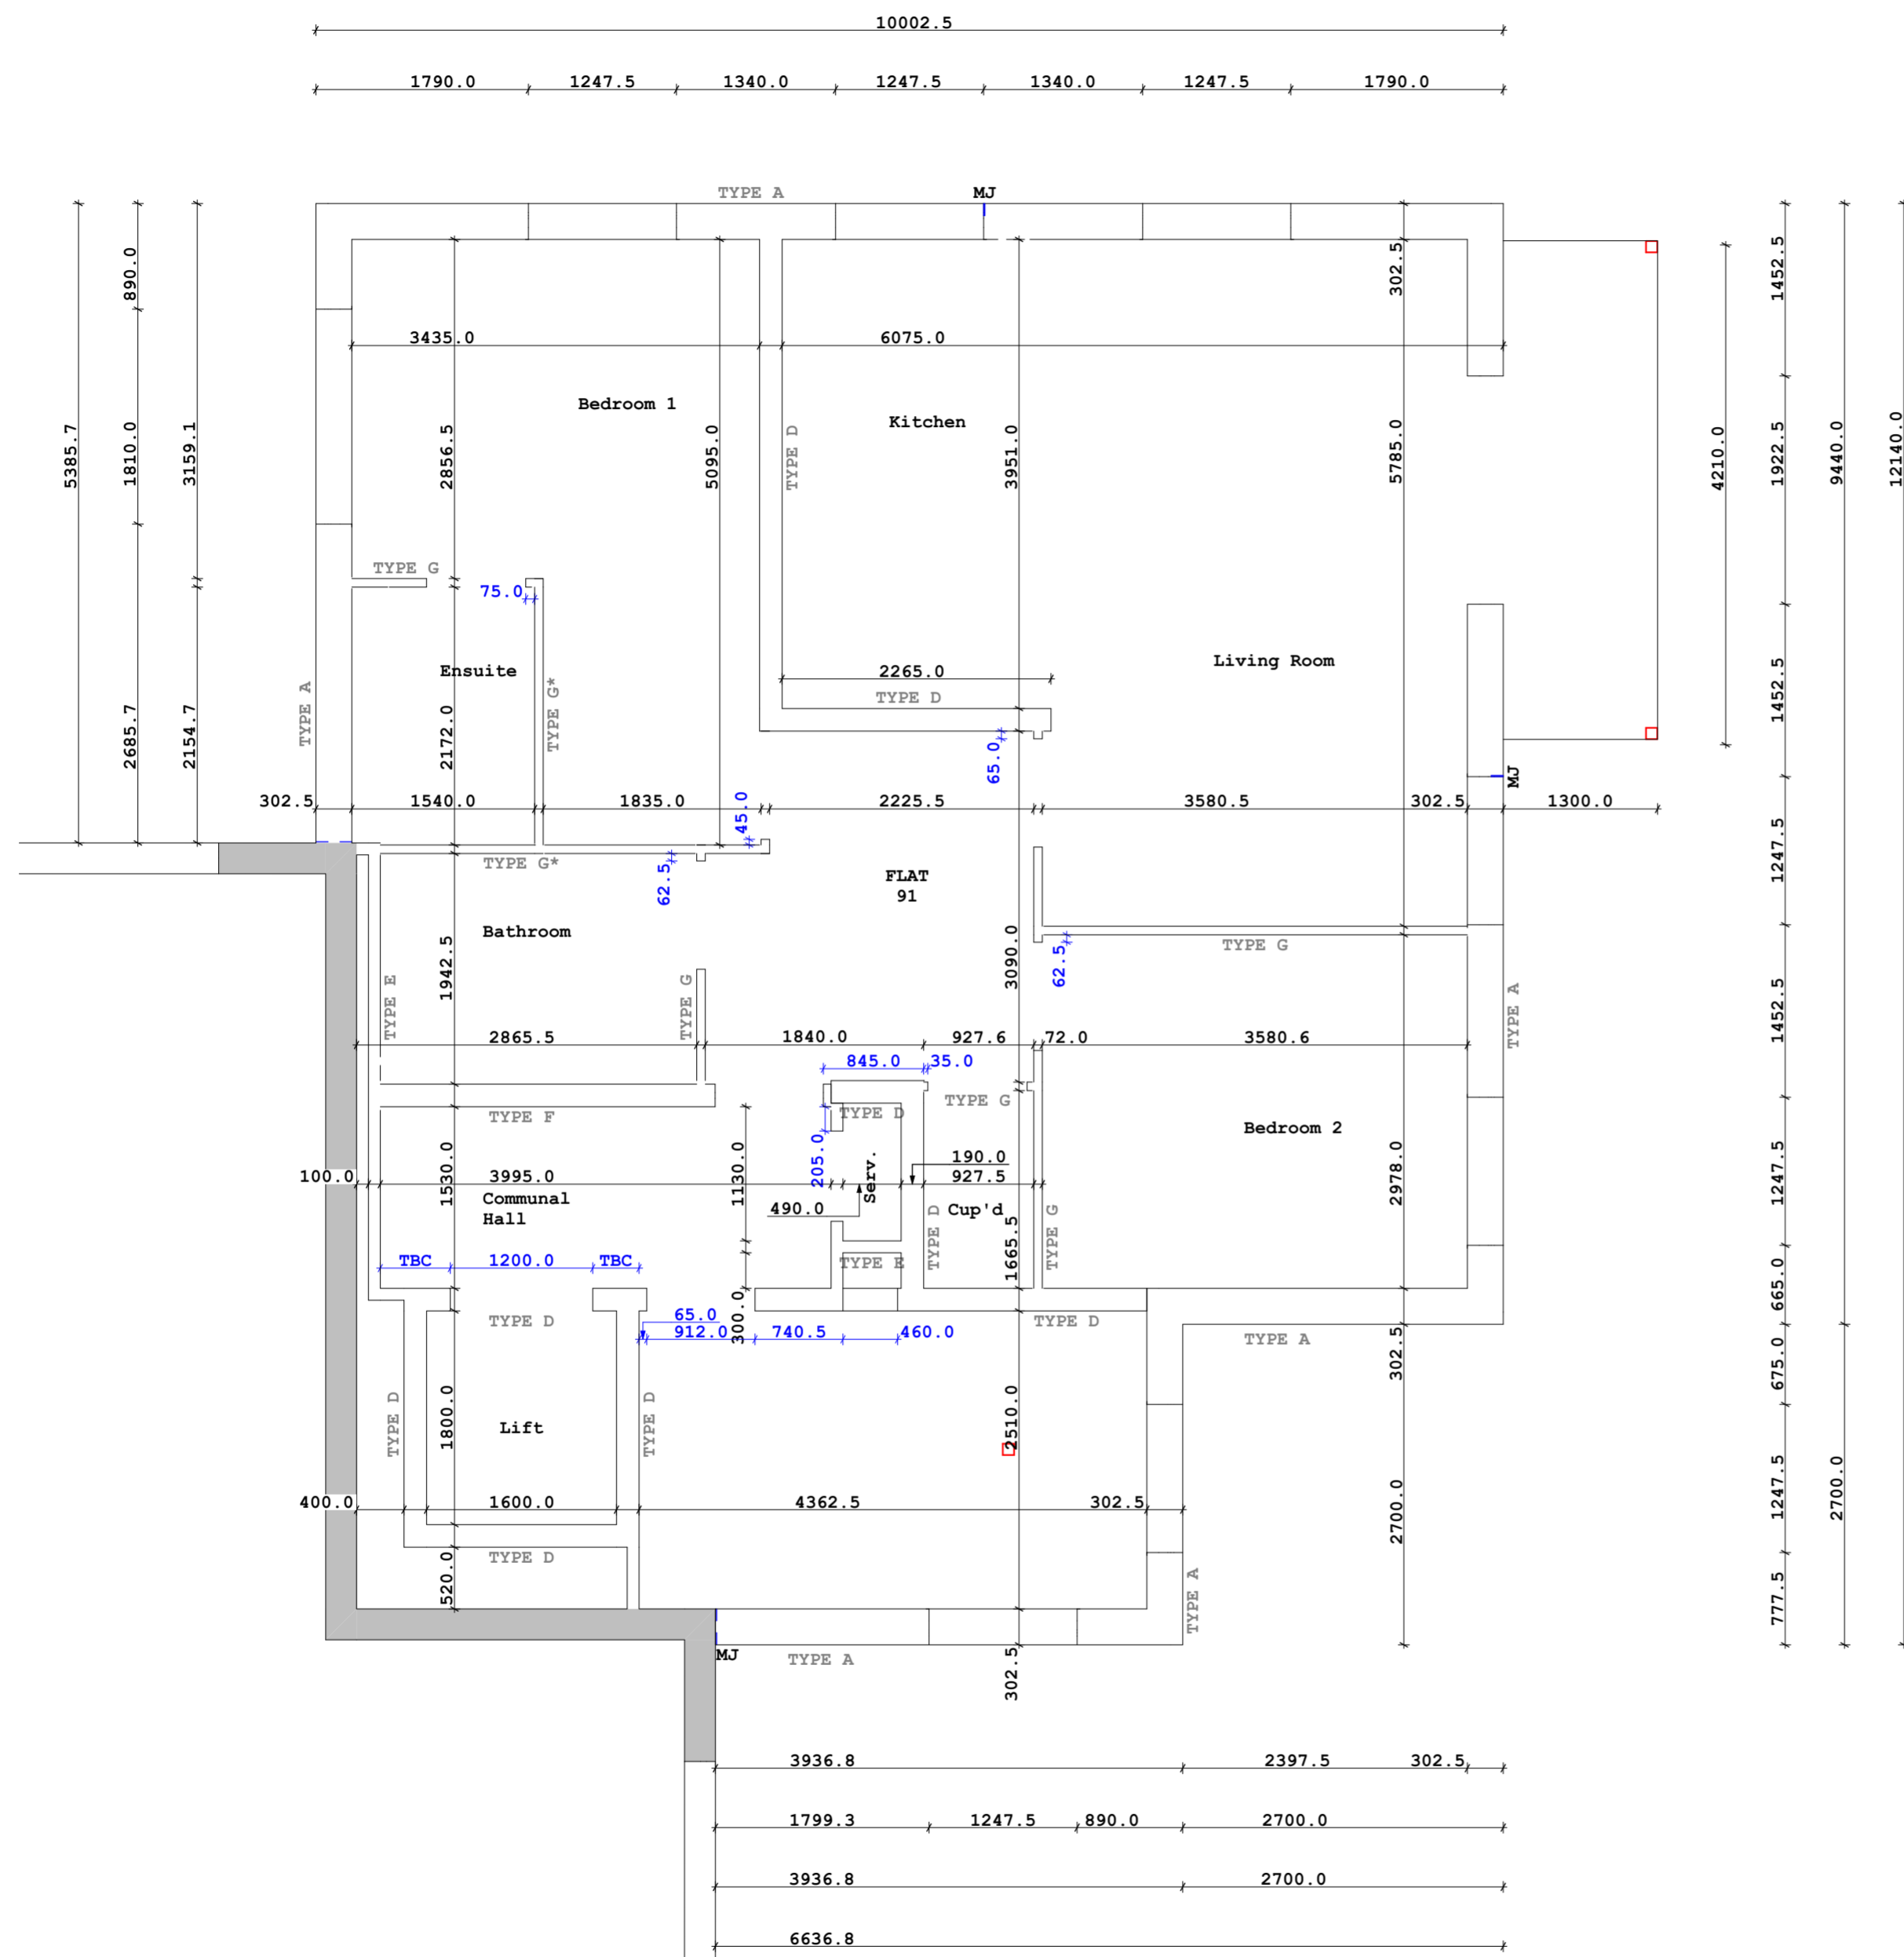 10002.5
1790.0 1247.5 1340.0 1247.5 1340.0 1247.5 1790.0
TYPE A MJ
890.0 302.5 1452.5
3435.0 6075.0
Bedroom 1
Kitchen
5385.7 1810.0 3159.1 2856.5 5095.0 TYPE D 3951.0 5785.0 4210.0 1922.5 9440.0 12140.0
TYPE G
75.0
Living Room
Ensuite
2265.0
TYPE D
2685.7 2154.7 TYPE A 2172.0 TYPE G* 1452.5
65.0 MJ
302.5 1540.0 1835.0 45.0 2225.5 3580.5 302.5 1300.0
TYPE G*
62.5
FLAT
91
1247.5
Bathroom
TYPE G
1942.5 3090.0 62.5
TYPE E TYPE G 1452.5 TYPE A
2865.5 1840.0 927.6 72.0 3580.6
845.0 35.0
TYPE G
TYPE F TYPE D
Bedroom 2
205.0
190.0
100.0 3995.0 927.5
1530.0 1130.0 Serv. 2978.0 1247.5
Communal
Hall
490.0 Cup'd
TYPE D 1665.5 TYPE G
TBC 1200.0 TBC TYPE E
665.0
300.0
65.0
TYPE D TYPE D
912.0 740.5 460.0
TYPE A
302.5 675.0
TYPE D 1800.0 TYPE D 2510.0
Lift
400.0 1600.0 4362.5 302.5
2700.0 1247.5 2700.0
TYPE D
520.0 TYPE A 777.5
MJ TYPE A
302.5
3936.8 2397.5 302.5
1799.3 1247.5 890.0 2700.0
3936.8 2700.0
6636.8